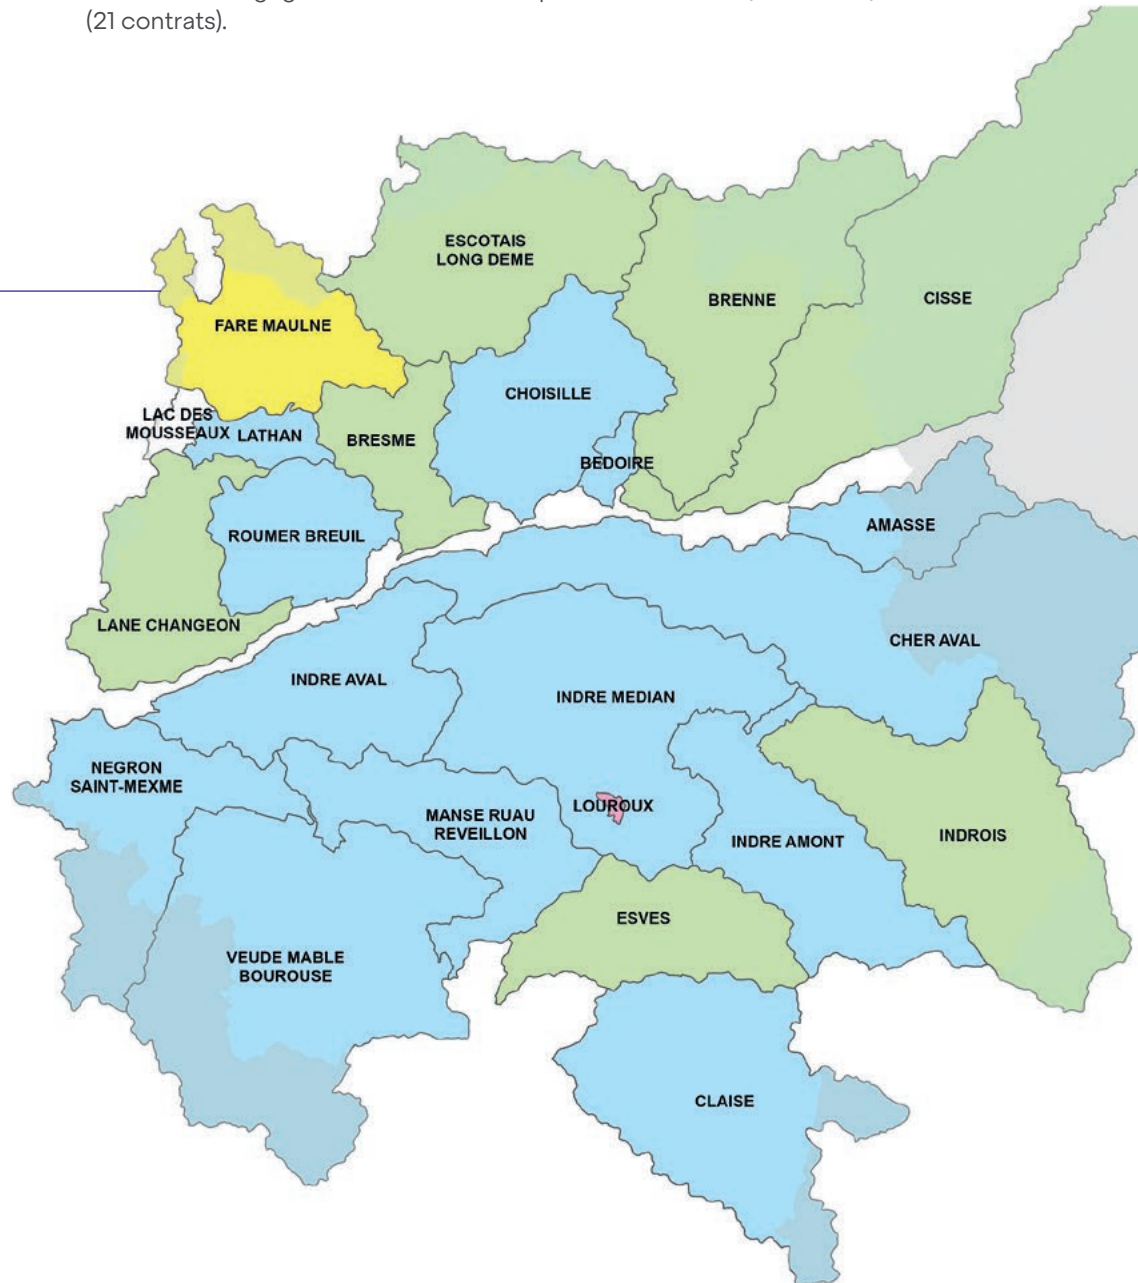 (21 contrats).
ESCOTAIS
LONG DEME
BRENNE
CISSE
FARE MAULNE
CHOISILLE
LAC DES
MOUSSEAUX
LATHAN
BRESME
BEDOIRE
AMASSE
ROUMER BREUIL
LANE CHANGEON
CHER AVAL
INDRE AVAL
INDRE MEDIAN
NEGRON
SAINT-MEXME
MANSE RUAU
REVEILLON
LOUROUX
INDRE AMONT
INDROIS
ESVES
VEUDE MABLE
BOUROUSE
CLAISE